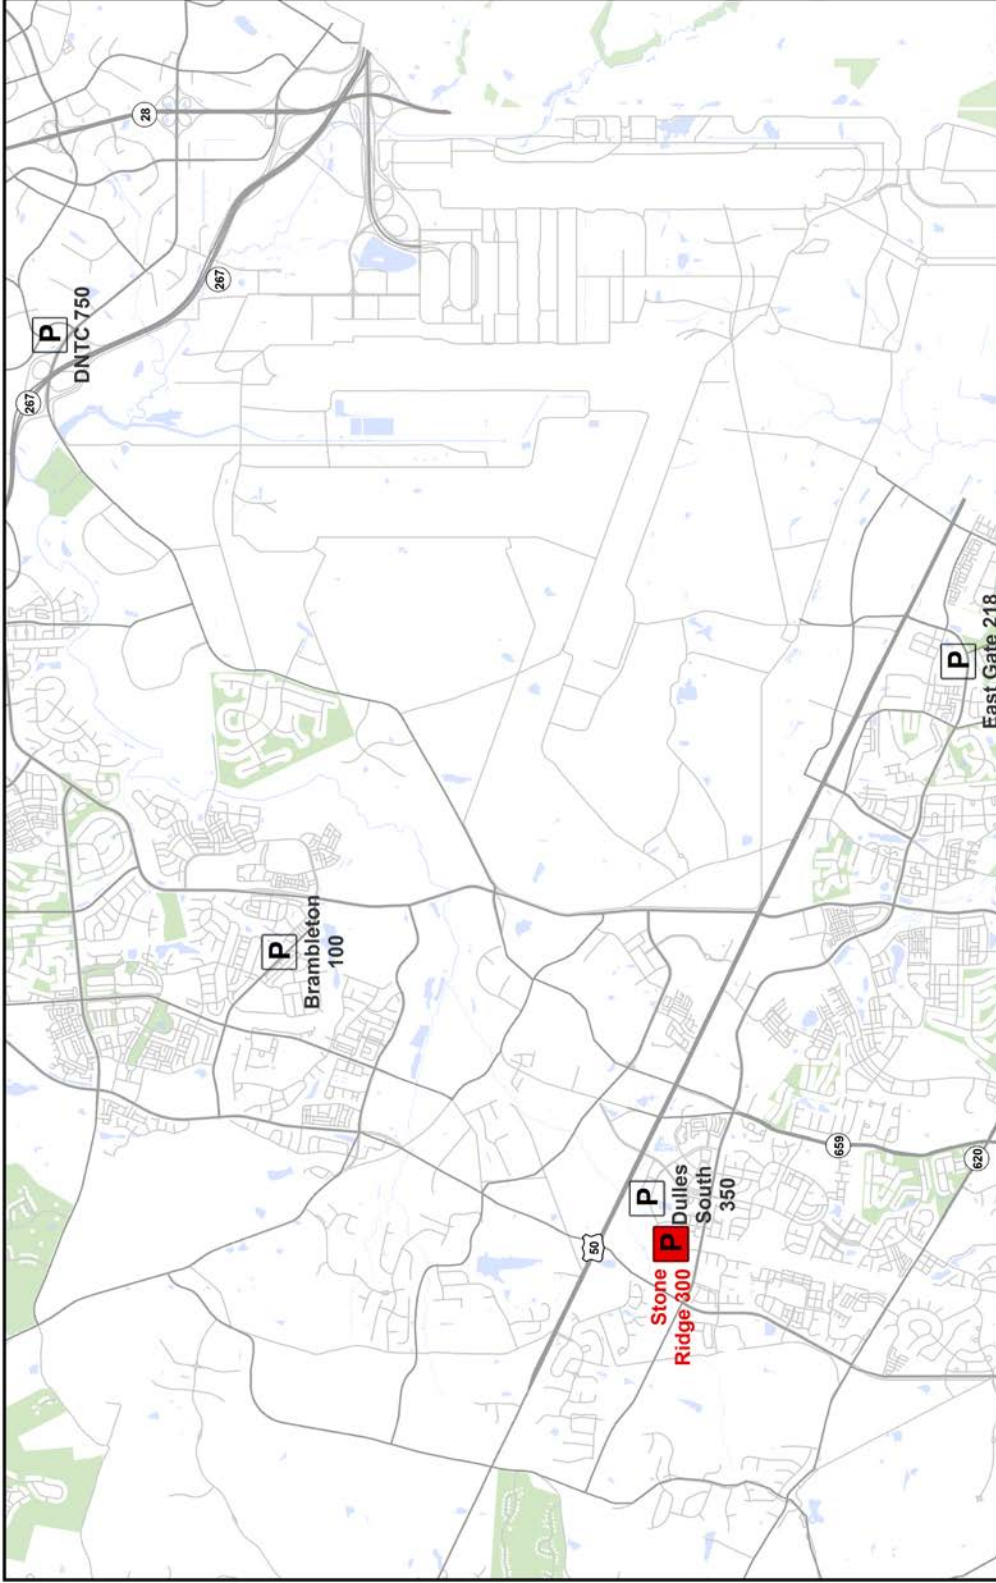 267
P
DNTC 750
28
267
P
Brambleton
100
50
P
Stone
Ridge 300
P
Dulles
South
350
659
620
P
East Gate 218